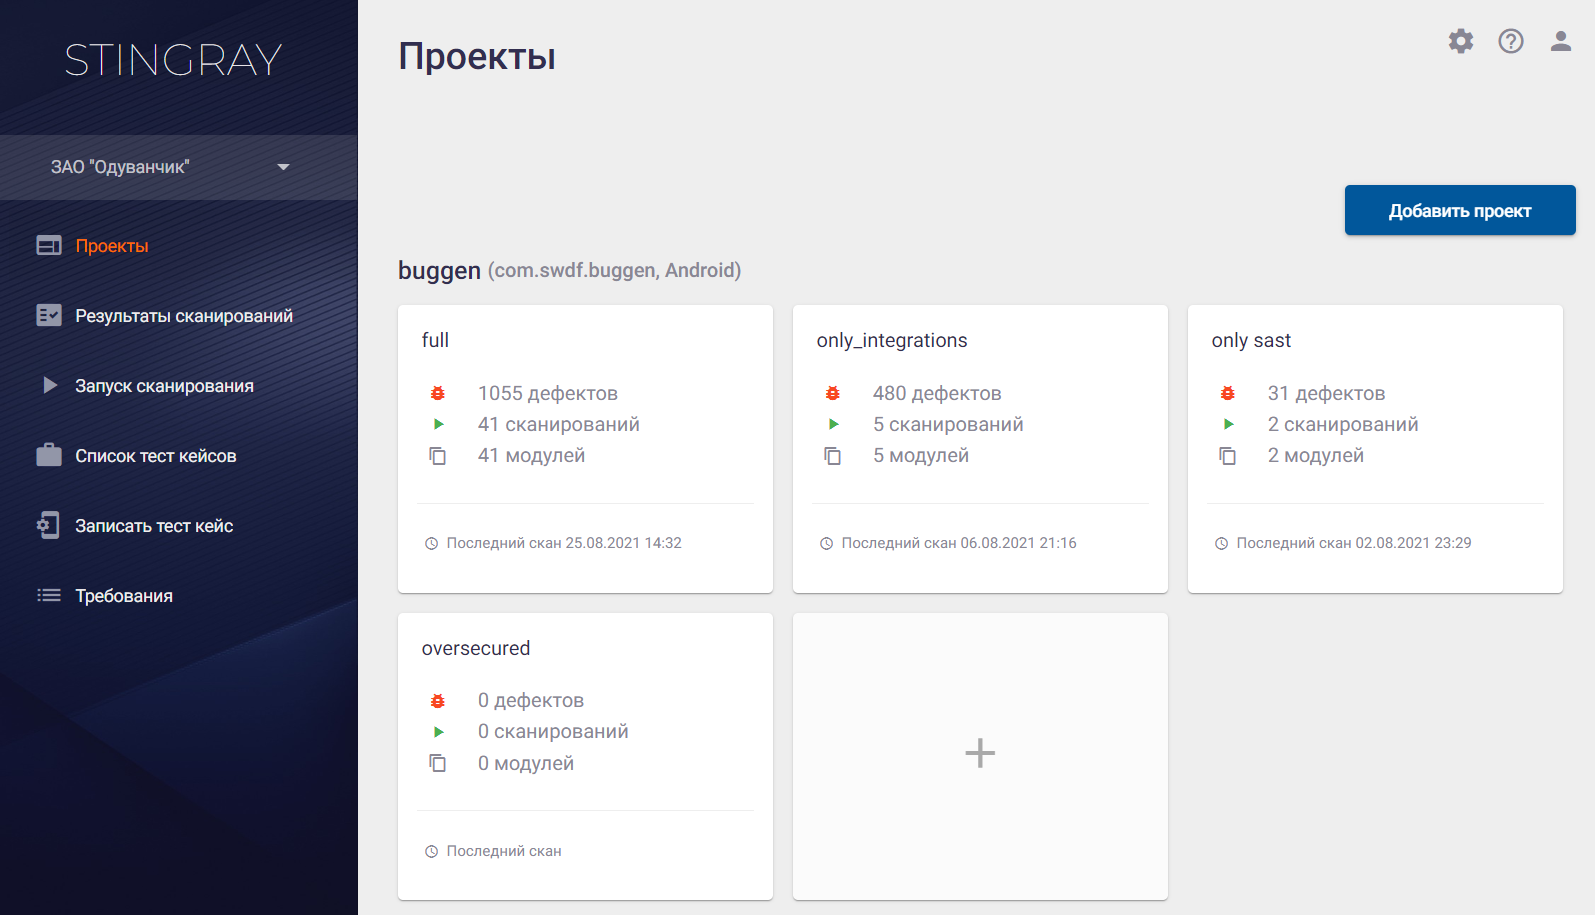 STINGRAY
ЗАО "Одуванчик"
Проекты
Результаты сканирований
Запуск сканирования
Список тест кейсов
Записать тест кейс
Требования
Проекты
Добавить проект
buggen (com.swdf.buggen, Android)
full
1055 дефектов
41 сканирований
41 модулей
Последний скан 25.08.2021 14:32
only_integrations
480 дефектов
5 сканирований
5 модулей
Последний скан 06.08.2021 21:16
only sast
31 дефектов
2 сканирований
2 модулей
Последний скан 02.08.2021 23:29
oversecured
0 дефектов
0 сканирований
0 модулей
Последний скан